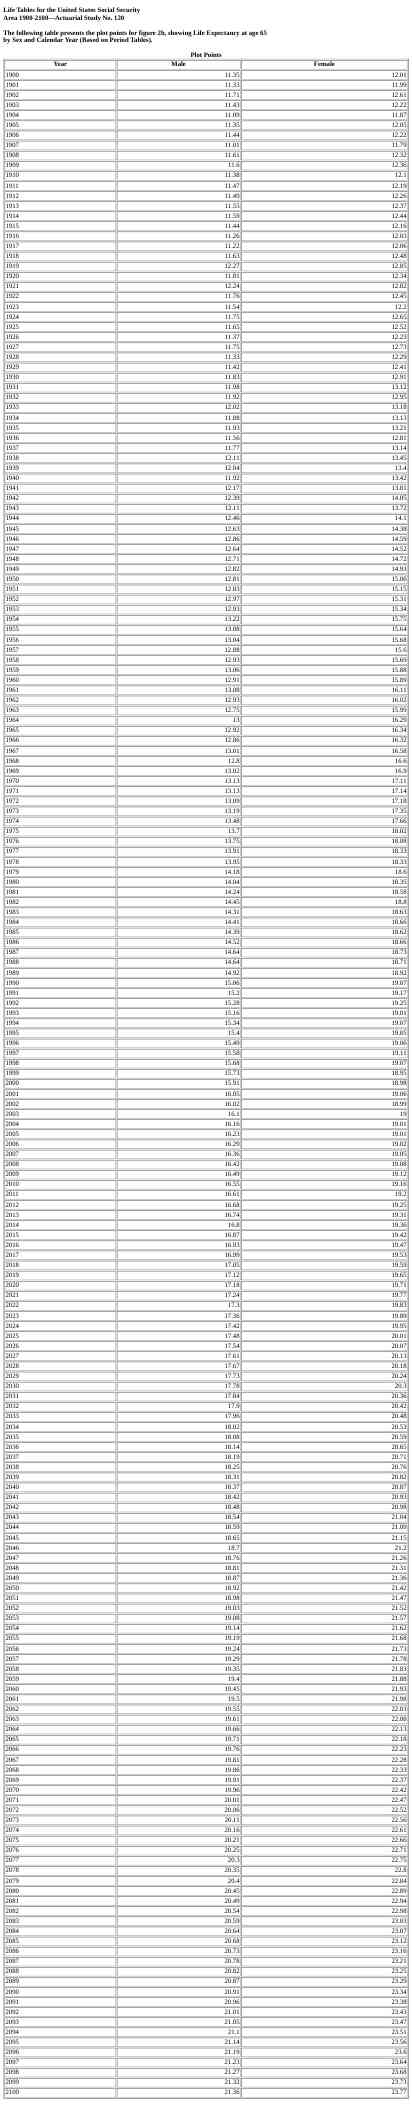 Life Tables for the United States Social Security
Area 1900-2100—Actuarial Study No. 120
The following table presents the plot points for figure 2b, showing Life Expectancy at age 65
by Sex and Calendar Year (Based on Period Tables).
Plot Points
Year Male Female
1900 11.35 12.01
1901 11.33 11.99
1902 11.71 12.61
1903 11.43 12.22
1904 11.09 11.87
1905 11.35 12.05
1906 11.44 12.22
1907 11.01 11.70
1908 11.61 12.32
1909 11.6 12.36
1910 11.38 12.1
1911 11.47 12.19
1912 11.49 12.26
1913 11.55 12.37
1914 11.59 12.44
1915 11.44 12.16
1916 11.26 12.03
1917 11.22 12.06
1918 11.63 12.48
1919 12.27 12.85
1920 11.81 12.34
1921 12.24 12.82
1922 11.76 12.45
1923 11.54 12.2
1924 11.75 12.65
1925 11.65 12.52
1926 11.37 12.23
1927 11.75 12.73
1928 11.33 12.29
1929 11.42 12.41
1930 11.83 12.91
1931 11.98 13.12
1932 11.92 12.95
1933 12.02 13.18
1934 11.88 13.13
1935 11.93 13.21
1936 11.56 12.81
1937 11.77 13.14
1938 12.11 13.45
1939 12.04 13.4
1940 11.92 13.42
1941 12.17 13.81
1942 12.39 14.05
1943 12.11 13.72
1944 12.46 14.1
1945 12.63 14.38
1946 12.86 14.59
1947 12.64 14.52
1948 12.71 14.72
1949 12.82 14.93
1950 12.81 15.06
1951 12.83 15.15
1952 12.97 15.31
1953 12.93 15.34
1954 13.22 15.75
1955 13.08 15.64
1956 13.04 15.68
1957 12.88 15.6
1958 12.93 15.69
1959 13.06 15.88
1960 12.91 15.89
1961 13.08 16.11
1962 12.93 16.02
1963 12.75 15.99
1964 13 16.29
1965 12.92 16.34
1966 12.86 16.32
1967 13.01 16.58
1968 12.8 16.6
1969 13.02 16.9
1970 13.13 17.11
1971 13.13 17.14
1972 13.09 17.18
1973 13.19 17.35
1974 13.48 17.66
1975 13.7 18.02
1976 13.75 18.08
1977 13.91 18.33
1978 13.95 18.33
1979 14.18 18.6
1980 14.04 18.35
1981 14.24 18.58
1982 14.45 18.8
1983 14.31 18.63
1984 14.41 18.66
1985 14.39 18.62
1986 14.52 18.66
1987 14.64 18.73
1988 14.64 18.71
1989 14.92 18.92
1990 15.06 19.07
1991 15.2 19.17
1992 15.28 19.25
1993 15.16 19.01
1994 15.34 19.07
1995 15.4 19.05
1996 15.49 19.06
1997 15.58 19.11
1998 15.68 19.07
1999 15.73 18.95
2000 15.91 18.98
2001 16.05 19.06
2002 16.02 18.99
2003 16.1 19
2004 16.16 19.01
2005 16.23 19.01
2006 16.29 19.02
2007 16.36 19.05
2008 16.42 19.08
2009 16.49 19.12
2010 16.55 19.16
2011 16.61 19.2
2012 16.68 19.25
2013 16.74 19.31
2014 16.8 19.36
2015 16.87 19.42
2016 16.93 19.47
2017 16.99 19.53
2018 17.05 19.59
2019 17.12 19.65
2020 17.18 19.71
2021 17.24 19.77
2022 17.3 19.83
2023 17.36 19.89
2024 17.42 19.95
2025 17.48 20.01
2026 17.54 20.07
2027 17.61 20.13
2028 17.67 20.18
2029 17.73 20.24
2030 17.78 20.3
2031 17.84 20.36
2032 17.9 20.42
2033 17.96 20.48
2034 18.02 20.53
2035 18.08 20.59
2036 18.14 20.65
2037 18.19 20.71
2038 18.25 20.76
2039 18.31 20.82
2040 18.37 20.87
2041 18.42 20.93
2042 18.48 20.98
2043 18.54 21.04
2044 18.59 21.09
2045 18.65 21.15
2046 18.7 21.2
2047 18.76 21.26
2048 18.81 21.31
2049 18.87 21.36
2050 18.92 21.42
2051 18.98 21.47
2052 19.03 21.52
2053 19.08 21.57
2054 19.14 21.62
2055 19.19 21.68
2056 19.24 21.73
2057 19.29 21.78
2058 19.35 21.83
2059 19.4 21.88
2060 19.45 21.93
2061 19.5 21.98
2062 19.55 22.03
2063 19.61 22.08
2064 19.66 22.13
2065 19.71 22.18
2066 19.76 22.23
2067 19.81 22.28
2068 19.86 22.33
2069 19.91 22.37
2070 19.96 22.42
2071 20.01 22.47
2072 20.06 22.52
2073 20.11 22.56
2074 20.16 22.61
2075 20.21 22.66
2076 20.25 22.71
2077 20.3 22.75
2078 20.35 22.8
2079 20.4 22.84
2080 20.45 22.89
2081 20.49 22.94
2082 20.54 22.98
2083 20.59 23.03
2084 20.64 23.07
2085 20.68 23.12
2086 20.73 23.16
2087 20.78 23.21
2088 20.82 23.25
2089 20.87 23.29
2090 20.91 23.34
2091 20.96 23.38
2092 21.01 23.43
2093 21.05 23.47
2094 21.1 23.51
2095 21.14 23.56
2096 21.19 23.6
2097 21.23 23.64
2098 21.27 23.68
2099 21.32 23.73
2100 21.36 23.77